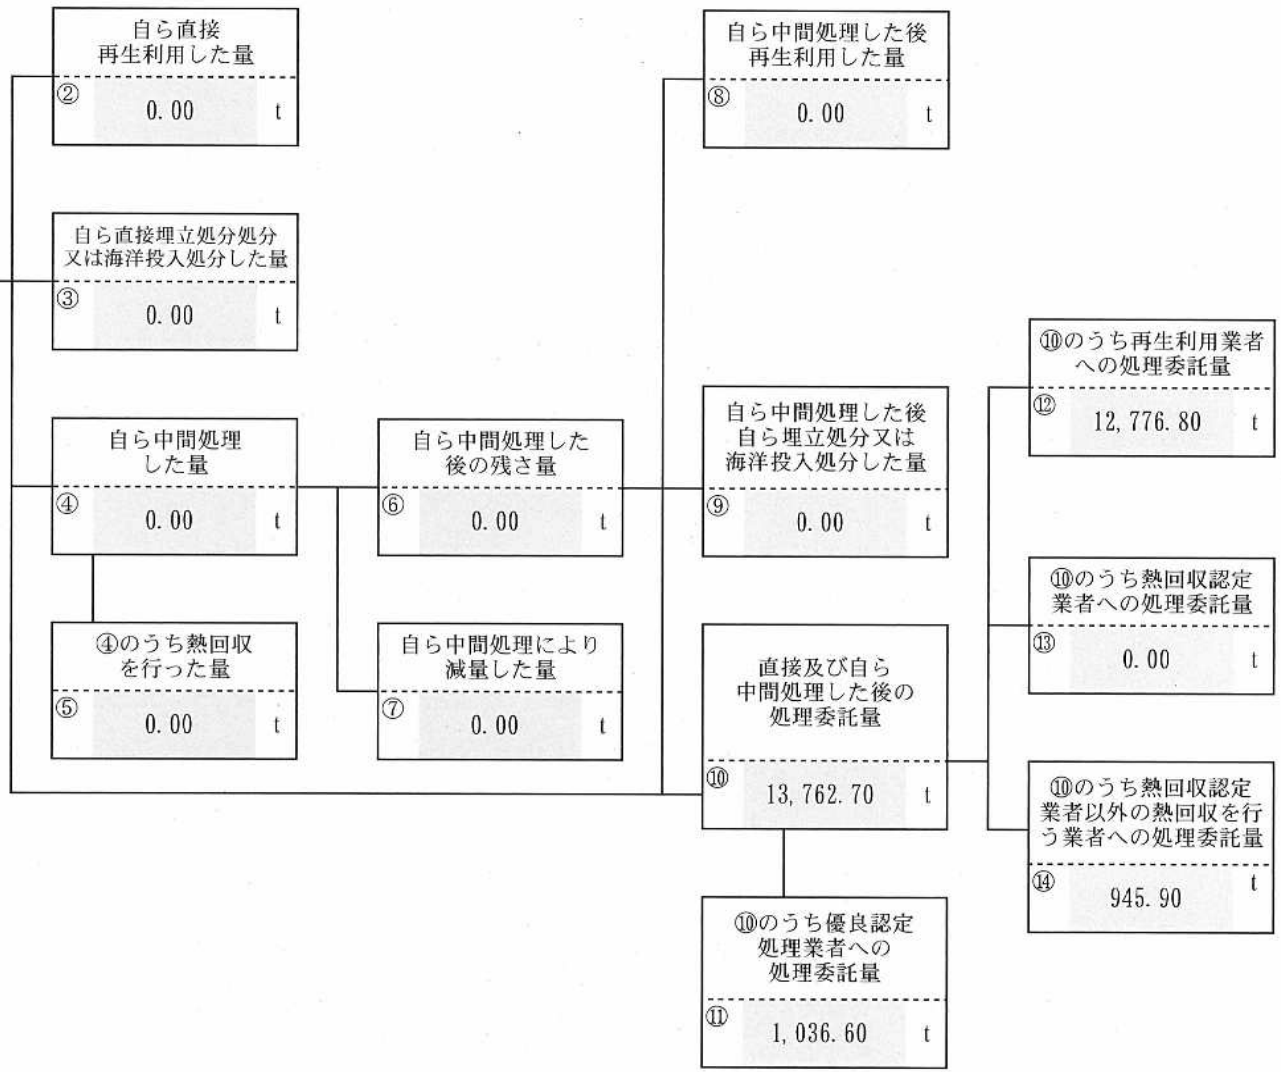 自ら直接
再生利用した量
② 0.00 t
自ら直接埋立処分処分
又は海洋投入処分した量
③ 0.00 t
自ら中間処理
した量
④ 0.00 t
④のうち熱回収
を行った量
⑤ 0.00 t
自ら中間処理した
後の残さ量
⑥ 0.00 t
自ら中間処理により
減量した量
⑦ 0.00 t
自ら中間処理した後
再生利用した量
⑧ 0.00 t
自ら中間処理した後
自ら埋立処分又は
海洋投入処分した量
⑨ 0.00 t
直接及び自ら
中間処理した後の
処理委託量
⑩ 13,762.70 t
⑩のうち優良認定
処理業者への
処理委託量
⑪ 1,036.60 t
⑩のうち再生利用業者
への処理委託量
⑫ 12,776.80 t
⑩のうち熱回収認定
業者への処理委託量
⑬ 0.00 t
⑩のうち熱回収認定
業者以外の熱回収を行
う業者への処理委託量
⑭ 945.90 t